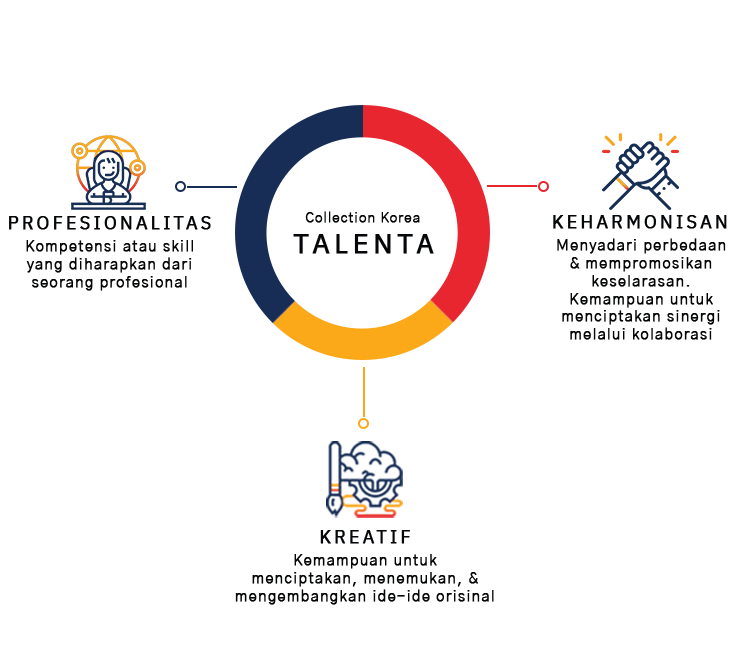 Collection Korea
TALENTA
PROFESIONALITAS
Kompetensi atau skill
yang diharapkan dari
seorang profesional
KEHARMONISAN
Menyadari perbedaan
& mempromosikan
keselarasan.
Kemampuan untuk
menciptakan sinergi
melalui kolaborasi
KREATIF
Kemampuan untuk
menciptakan, menemukan, &
mengembangkan ide-ide orisinal